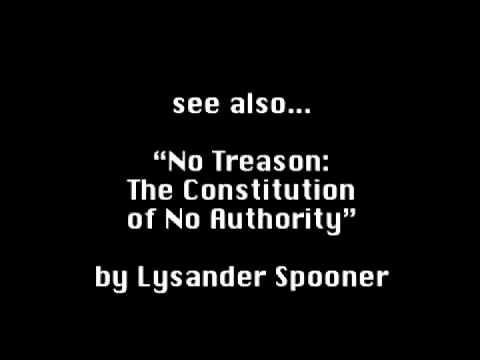 see also...
“No Treason:
The Constitution
of No Authority”
by Lysander Spooner